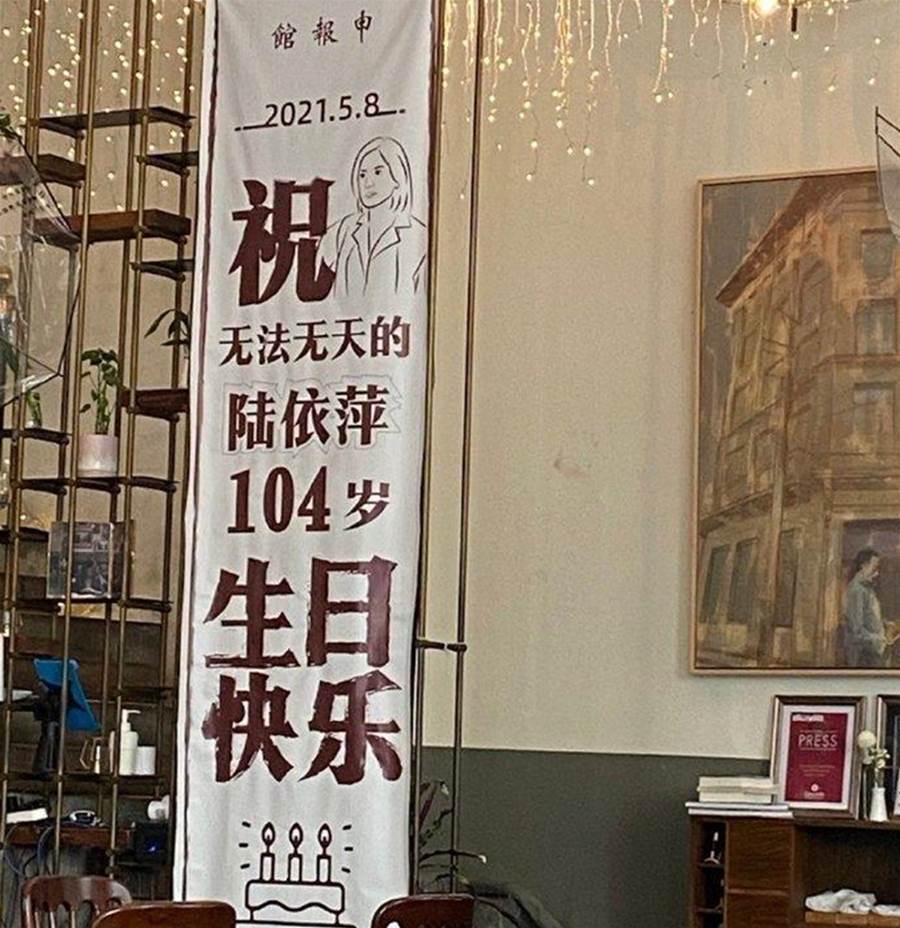 申報館
2021.5.8
祝
无法无天的
陆依萍
104岁
生日
快乐
PRESS